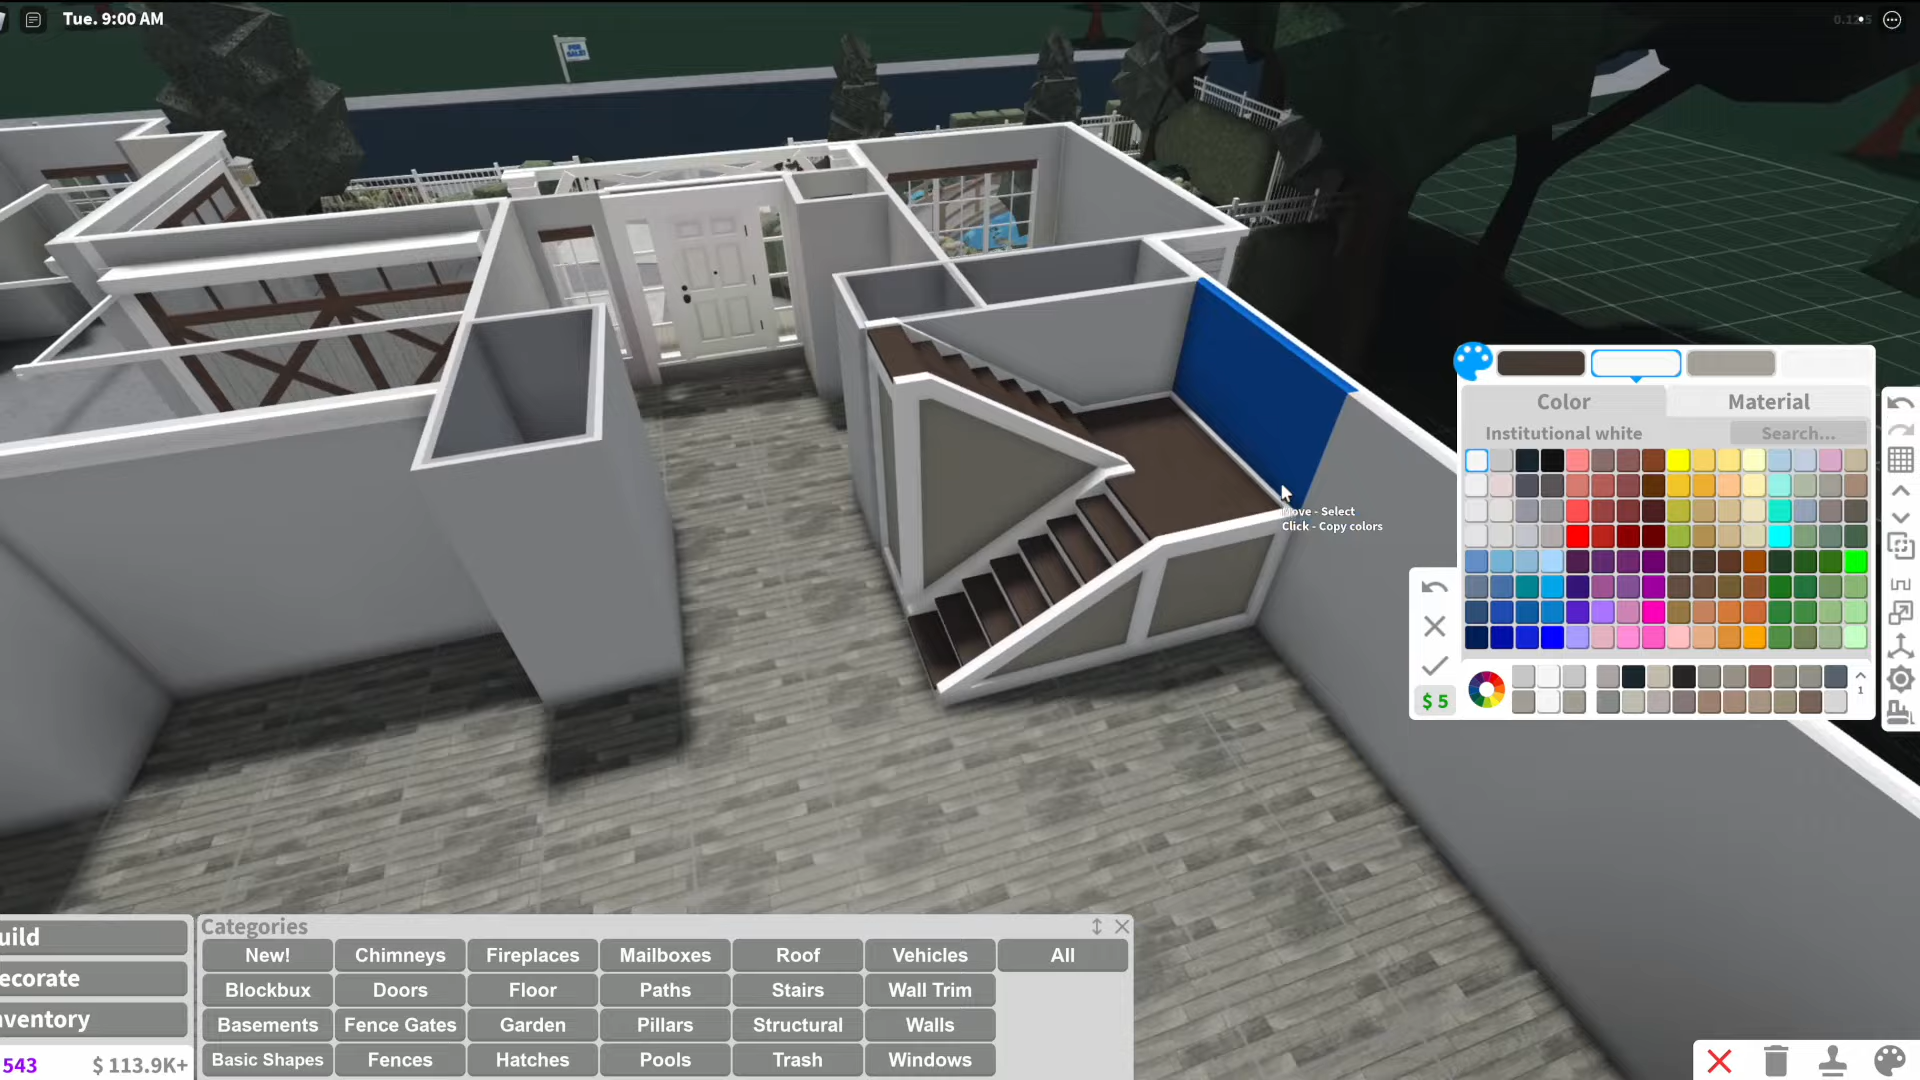 Tue. 9:00 AM
Color
Material
Institutional white
Search...
Move - Select
Click - Copy colors
1
$ 5
uild
ecorate
nventory
543
$ 113.9K+
Categories
New!
Chimneys
Fireplaces
Mailboxes
Roof
Vehicles
All
Blockbux
Doors
Floor
Paths
Stairs
Wall Trim
Basements
Fence Gates
Garden
Pillars
Structural
Walls
Basic Shapes
Fences
Hatches
Pools
Trash
Windows